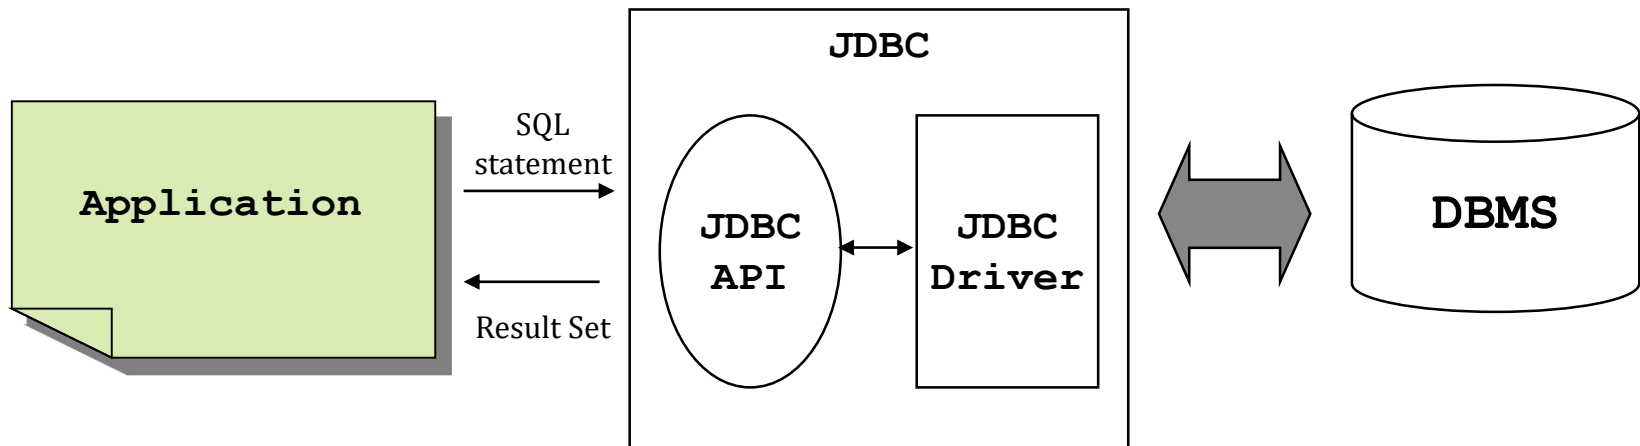 JDBC
Application
SQL
statement
Result Set
JDBC
API
JDBC
Driver
DBMS